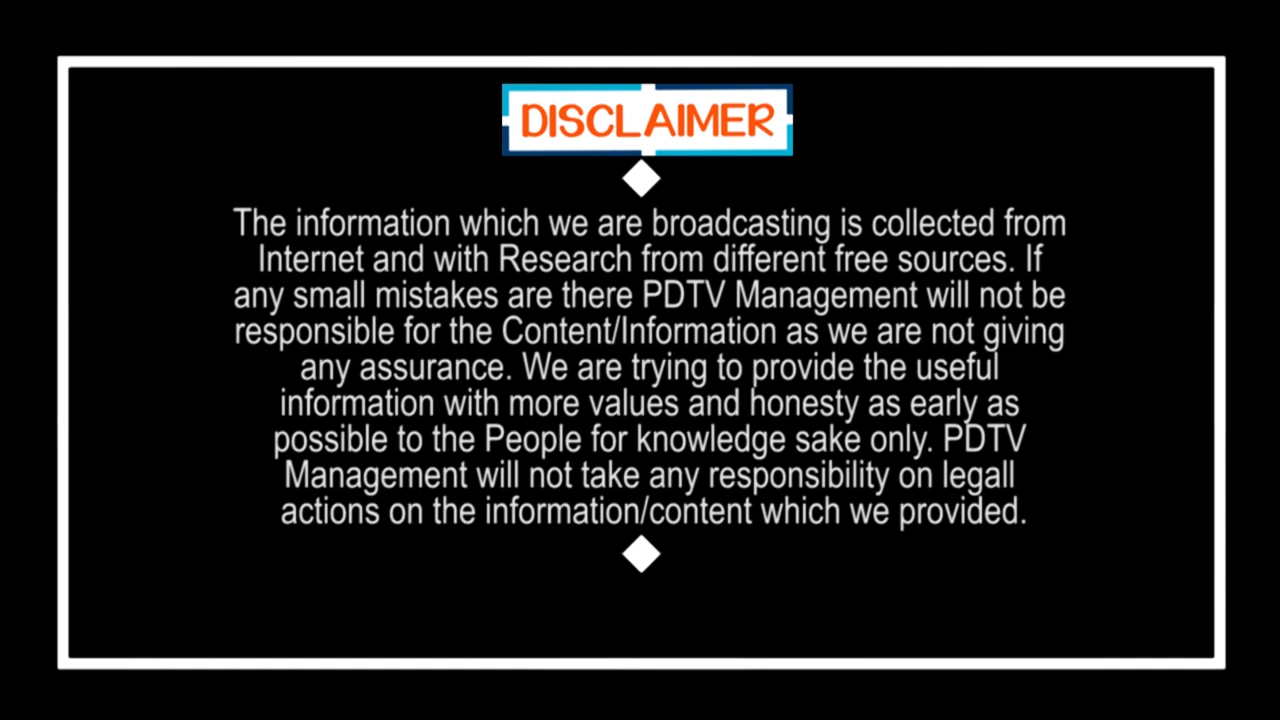 DISCLAIMER
The information which we are broadcasting is collected from
Internet and with Research from different free sources. If
any small mistakes are there PDTV Management will not be
responsible for the Content/Information as we are not giving
any assurance. We are trying to provide the useful
information with more values and honesty as early as
possible to the People for knowledge sake only. PDTV
Management will not take any responsibility on legall
actions on the information/content which we provided.